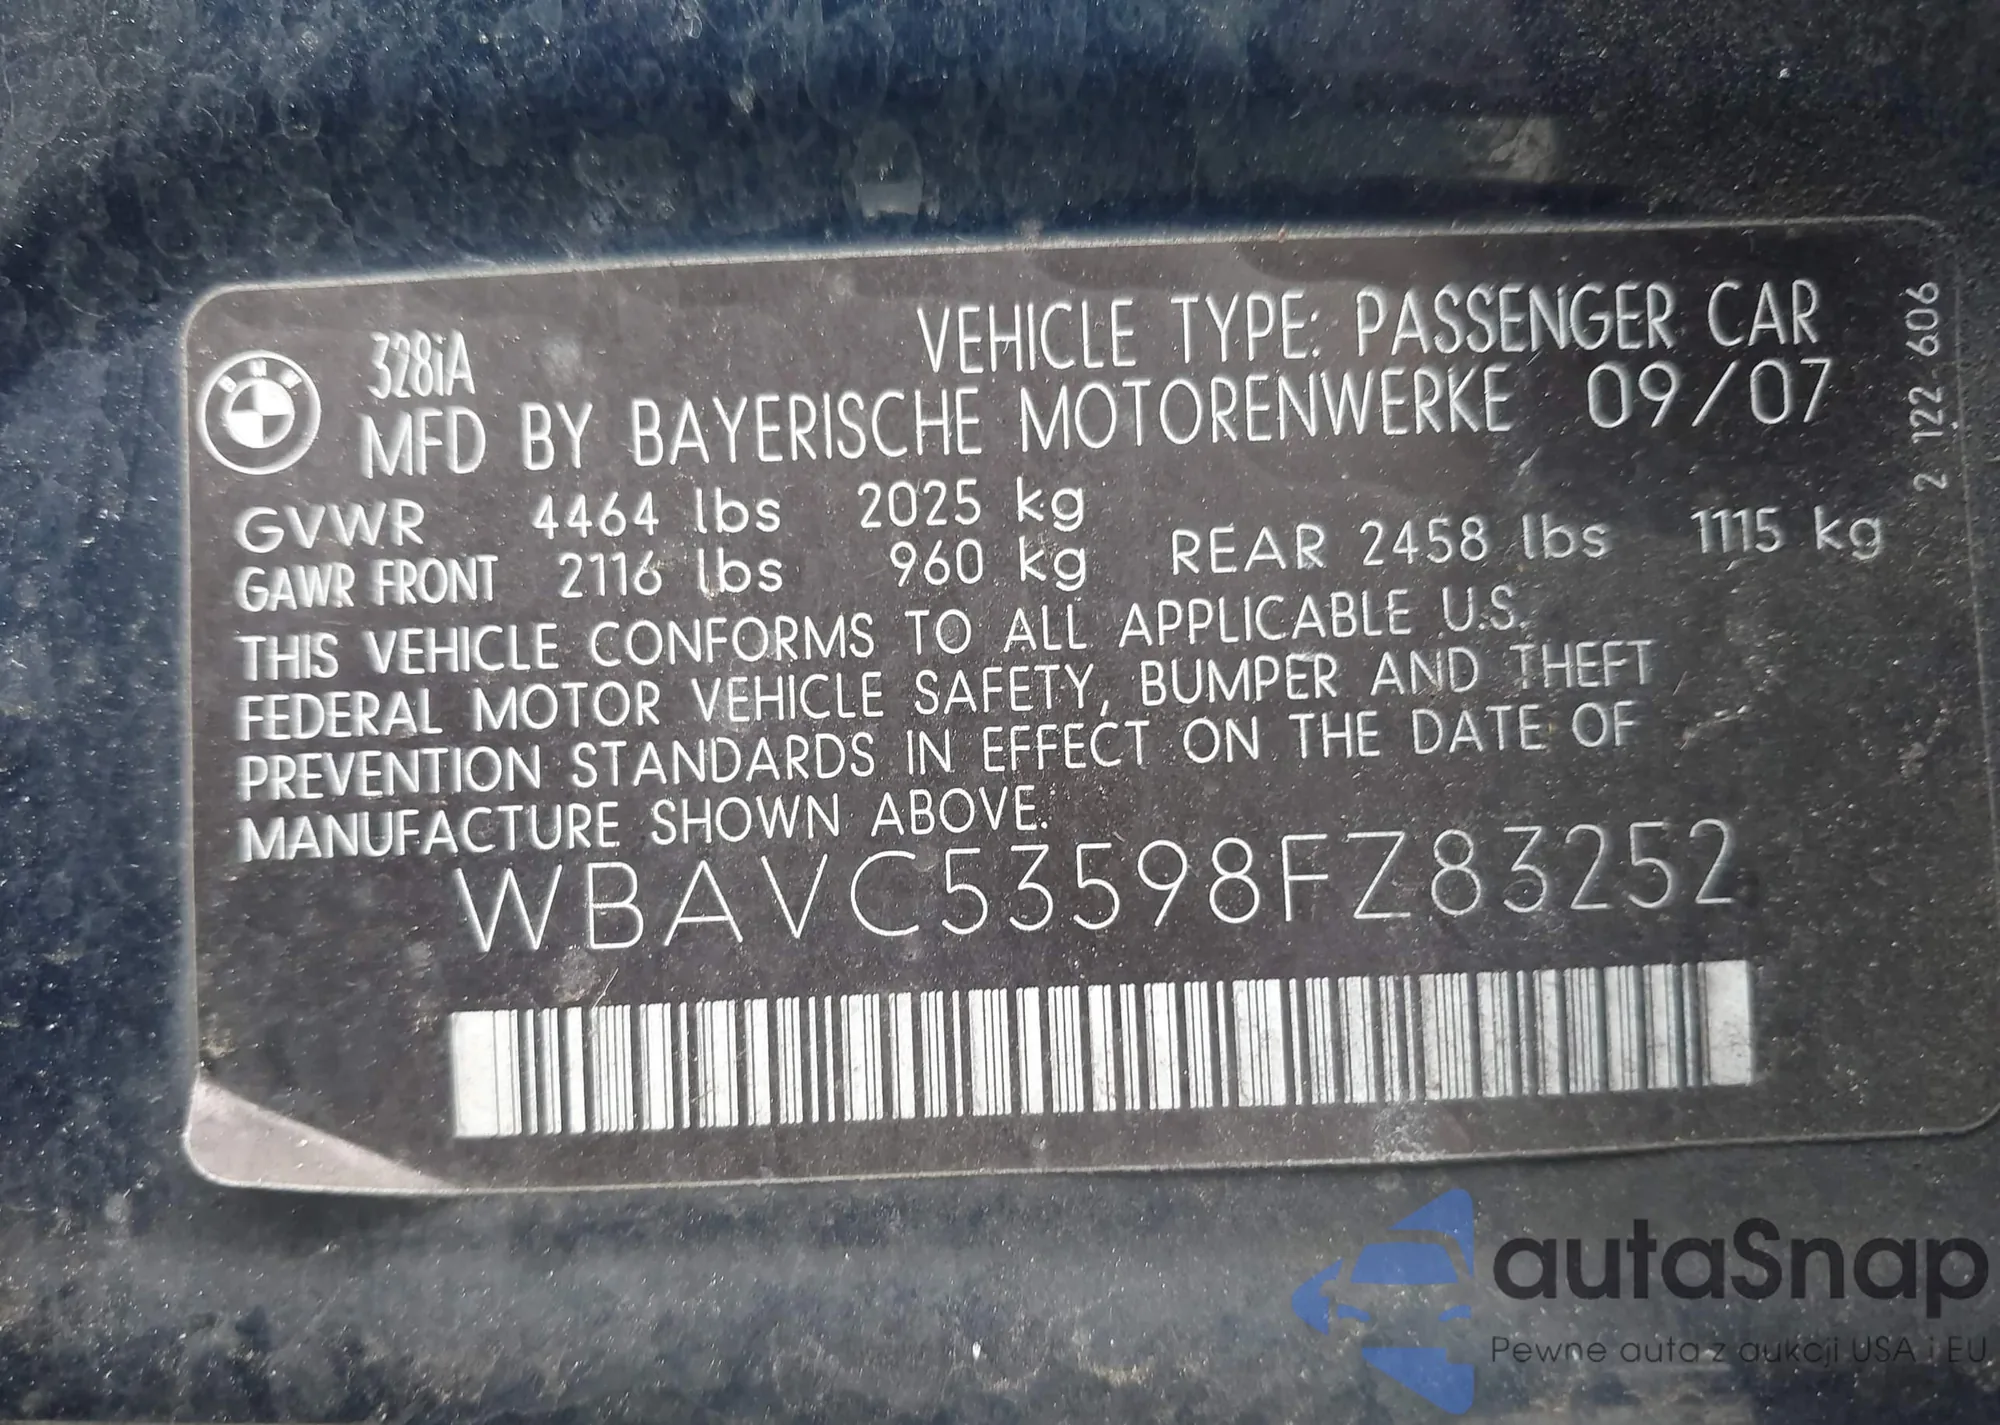 VEHICLE TYPE: PASSENGER CAR
328iA
BMW
MFD BY BAYERISCHE MOTORENWERKE 09/07
GVWR 4464 lbs 2025 kg
GAWR FRONT 2116 lbs 960 kg REAR 2458 lbs 1115 kg
THIS VEHICLE CONFORMS TO ALL APPLICABLE U.S.
FEDERAL MOTOR VEHICLE SAFETY, BUMPER AND THEFT
PREVENTION STANDARDS IN EFFECT ON THE DATE OF
MANUFACTURE SHOWN ABOVE.
WBAVC53598FZ83252
2 122 606
autaSnap
Pewne auta z aukcji USA i EU